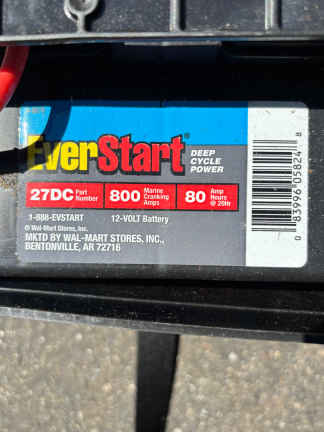 EverStart®
DEEP
CYCLE
POWER
27DC Part Number
800 Marine Cranking Amps
80 Amp Hours @ 20Hr
1-888-EVSTART 12-VOLT Battery
© Wal-Mart Stores, Inc.
MKTD BY WAL-MART STORES, INC.,
BENTONVILLE, AR 72716
0 83996 05824 8